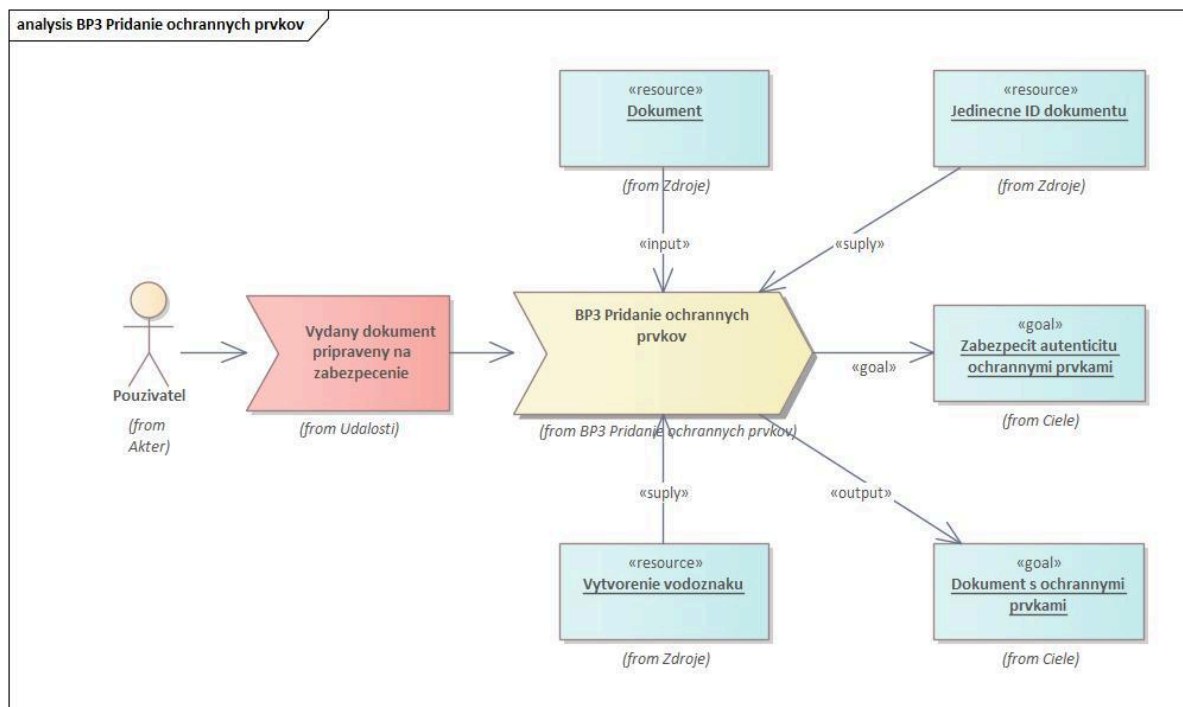 analysis BP3 Pridanie ochrannych prvkov
«resource»
Dokument
(from Zdroje)
«resource»
Jedinecne ID dokumentu
(from Zdroje)
«input»
«suply»
Pouzivatel
(from
Akter)
Vydany dokument
pripraveny na
zabezpecenie
(from Udalosti)
BP3 Pridanie ochrannych
prvkov
(from BP3 Pridanie ochrannych prvkov)
«goal»
«goal»
Zabezpecit autenticitu
ochrannymi prvkami
(from Ciele)
«suply»
«output»
«resource»
Vytvorenie vodoznaku
(from Zdroje)
«goal»
Dokument s ochrannymi
prvkami
(from Ciele)